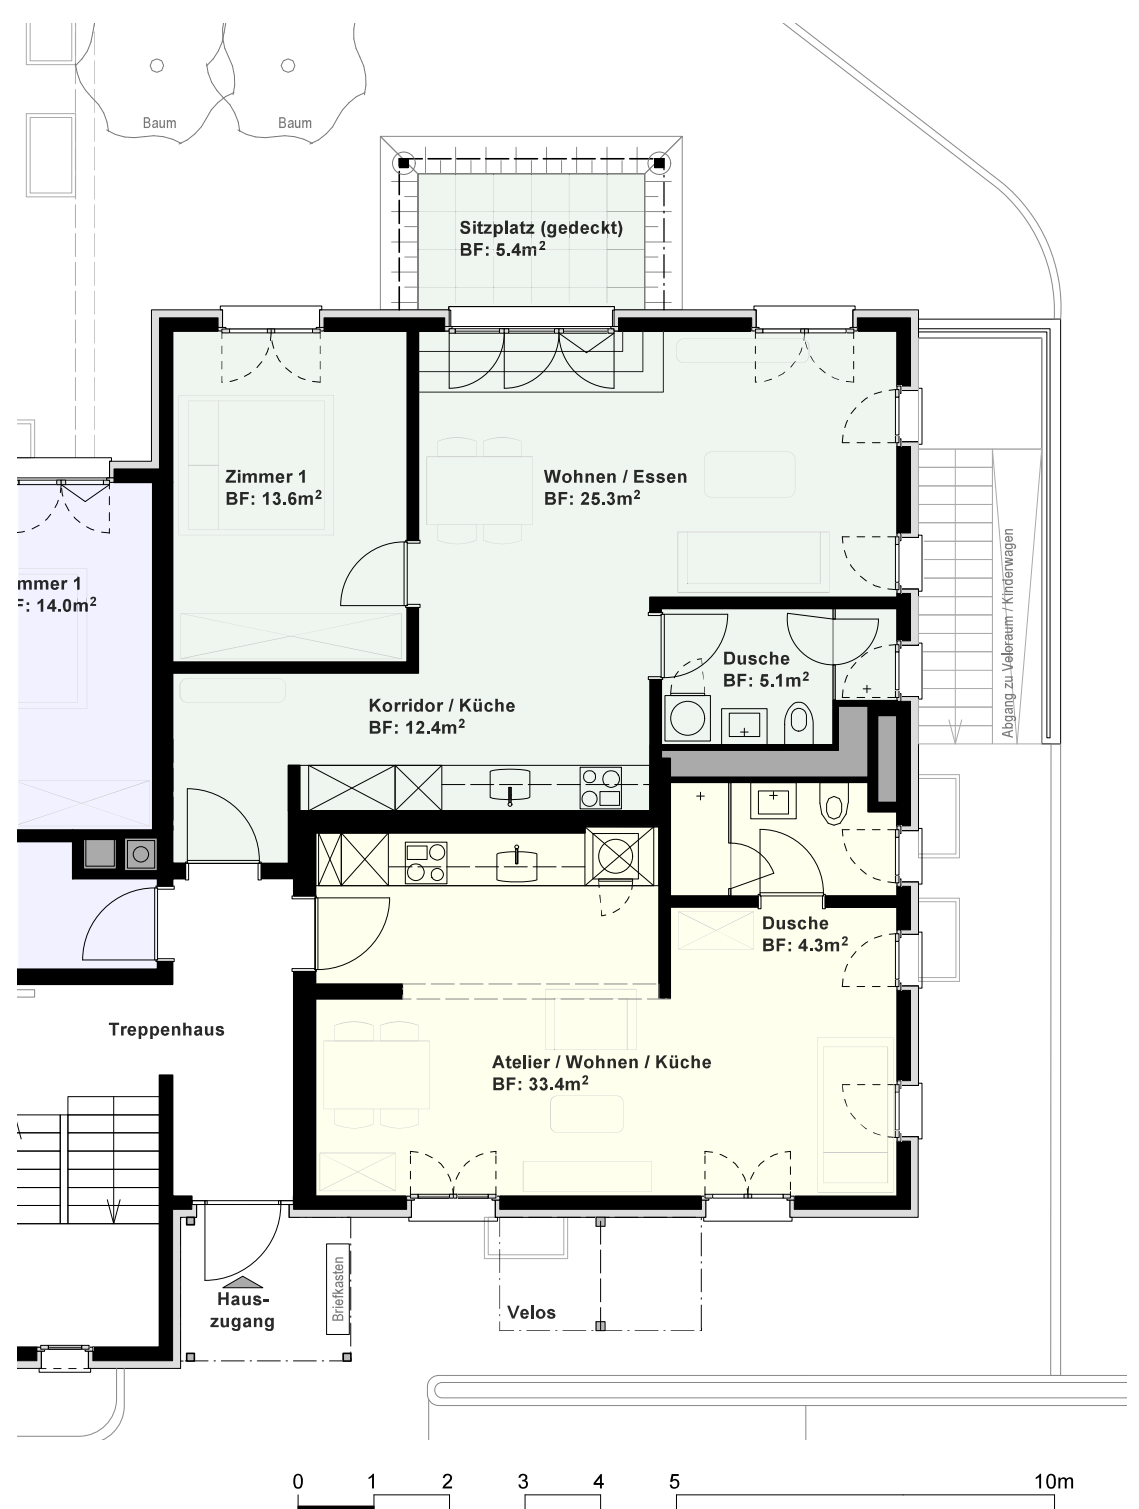 Baum
Baum
Sitzplatz (gedeckt)
BF: 5.4m²
Zimmer 1
BF: 13.6m²
Wohnen / Essen
BF: 25.3m²
mmer 1
F: 14.0m²
Abgang zu Veloraum / Kinderwagen
Dusche
BF: 5.1m²
Korridor / Küche
BF: 12.4m²
Dusche
BF: 4.3m²
Treppenhaus
Atelier / Wohnen / Küche
BF: 33.4m²
Briefkasten
Haus-
zugang
Velos
0 1 2 3 4 5 10m